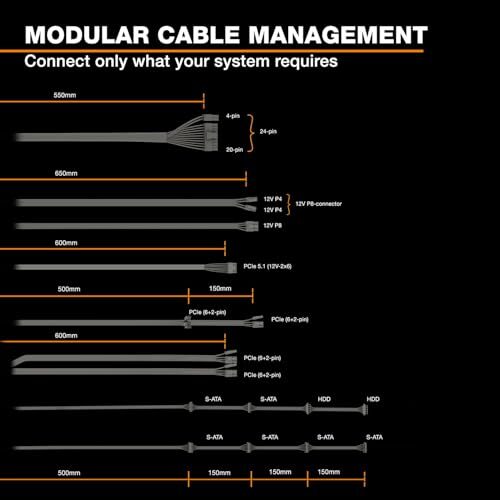 MODULAR CABLE MANAGEMENT
Connect only what your system requires
550mm
4-pin
24-pin
20-pin
650mm
12V P4
12V P4
12V P8-connector
12V P8
600mm
PCIe 5.1 (12V-2x6)
500mm 150mm
PCIe (6+2-pin) PCIe (6+2-pin)
600mm
PCIe (6+2-pin)
PCIe (6+2-pin)
S-ATA S-ATA HDD HDD
S-ATA S-ATA S-ATA S-ATA
500mm 150mm 150mm 150mm